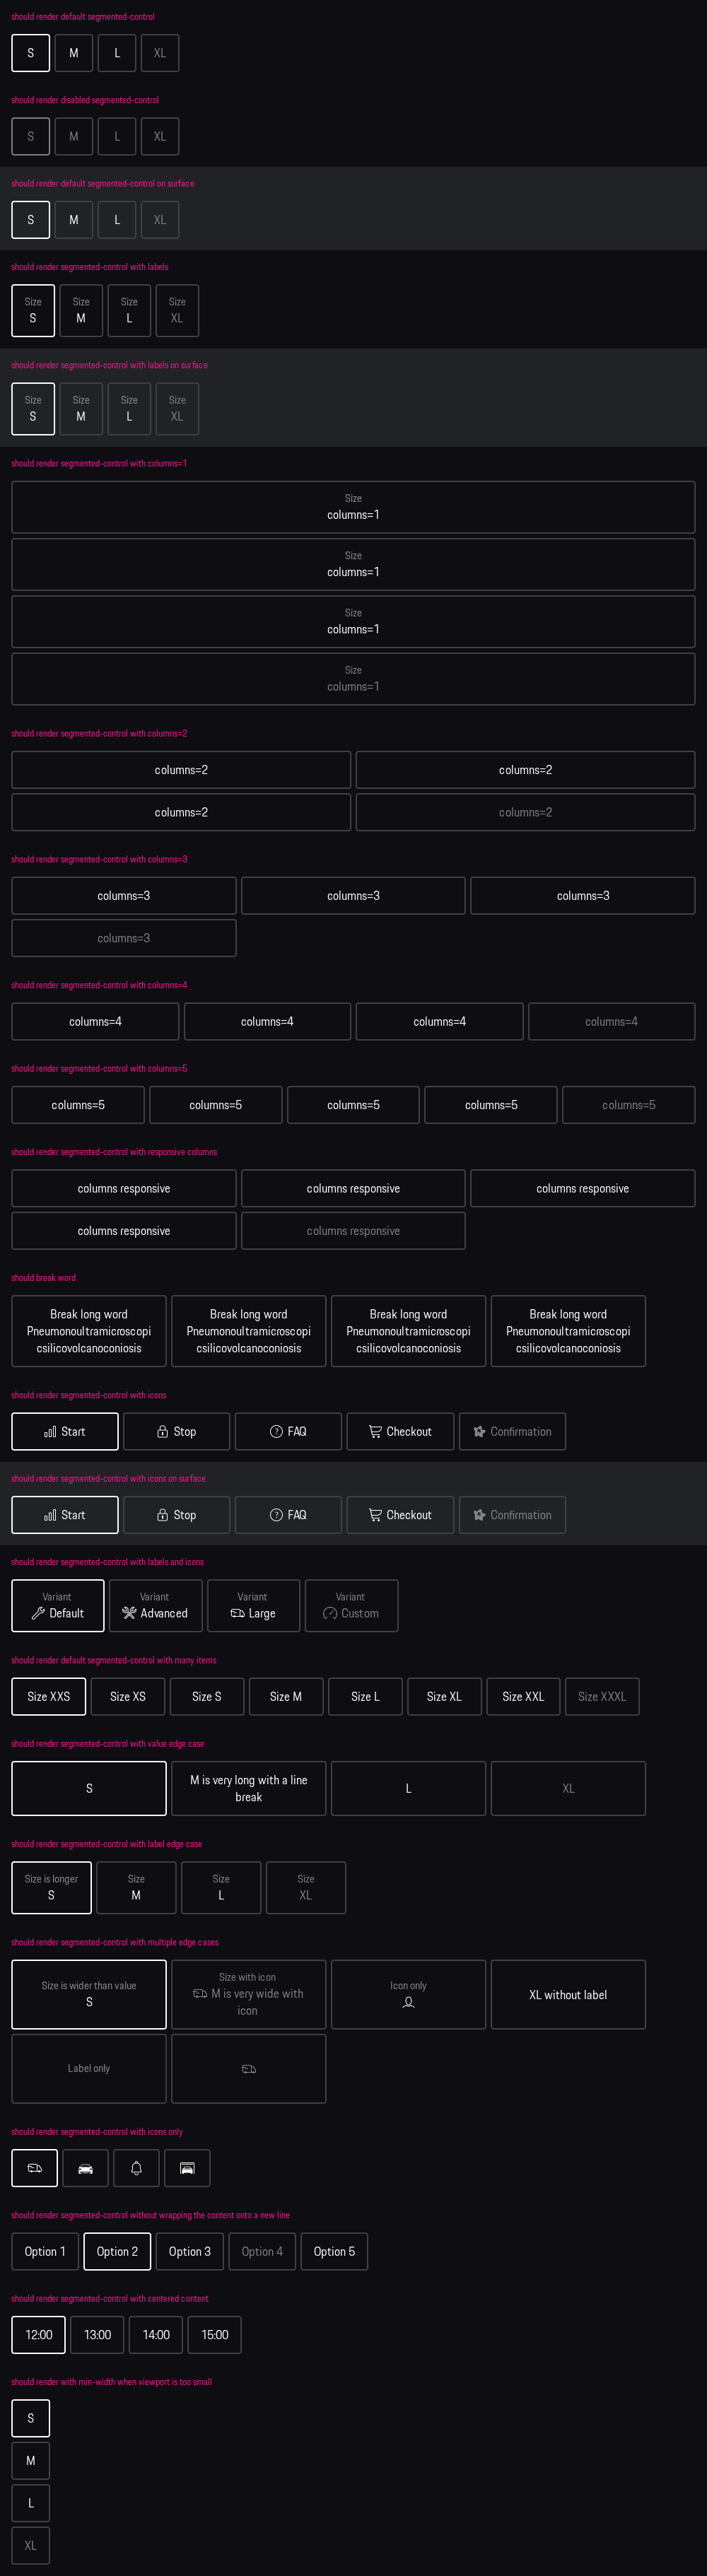 should render default segmented-control
S M L XL
should render disabled segmented-control
S M L XL
should render default segmented-control on surface
S M L XL
should render segmented-control with labels
Size Size Size Size
S M L XL
should render segmented-control with labels on surface
Size Size Size Size
S M L XL
should render segmented-control with columns=1
Size
columns=1
Size
columns=1
Size
columns=1
Size
columns=1
should render segmented-control with columns=2
columns=2 columns=2
columns=2 columns=2
should render segmented-control with columns=3
columns=3 columns=3 columns=3
columns=3
should render segmented-control with columns=4
columns=4 columns=4 columns=4 columns=4
should render segmented-control with columns=5
columns=5 columns=5 columns=5 columns=5 columns=5
should render segmented-control with responsive columns
columns responsive columns responsive columns responsive
columns responsive columns responsive
should break word
Break long word Break long word Break long word Break long word
Pneumonoultramicroscopi Pneumonoultramicroscopi Pneumonoultramicroscopi Pneumonoultramicroscopi
csilicovolcanoconiosis csilicovolcanoconiosis csilicovolcanoconiosis csilicovolcanoconiosis
should render segmented-control with icons
Start Stop FAQ Checkout Confirmation
should render segmented-control with icons on surface
Start Stop FAQ Checkout Confirmation
should render segmented-control with labels and icons
Variant Variant Variant Variant
Default Advanced Large Custom
should render default segmented-control with many items
Size XXS Size XS Size S Size M Size L Size XL Size XXL Size XXXL
should render segmented-control with value edge case
S M is very long with a line L XL
break
should render segmented-control with label edge case
Size is longer Size Size Size
S M L XL
should render segmented-control with multiple edge cases
Size is wider than value Size with icon Icon only XL without label
S M is very wide with
icon
Label only
should render segmented-control with icons only
should render segmented-control without wrapping the content onto a new line
Option 1 Option 2 Option 3 Option 4 Option 5
should render segmented-control with centered content
12:00 13:00 14:00 15:00
should render with min-width when viewport is too small
S
M
L
XL